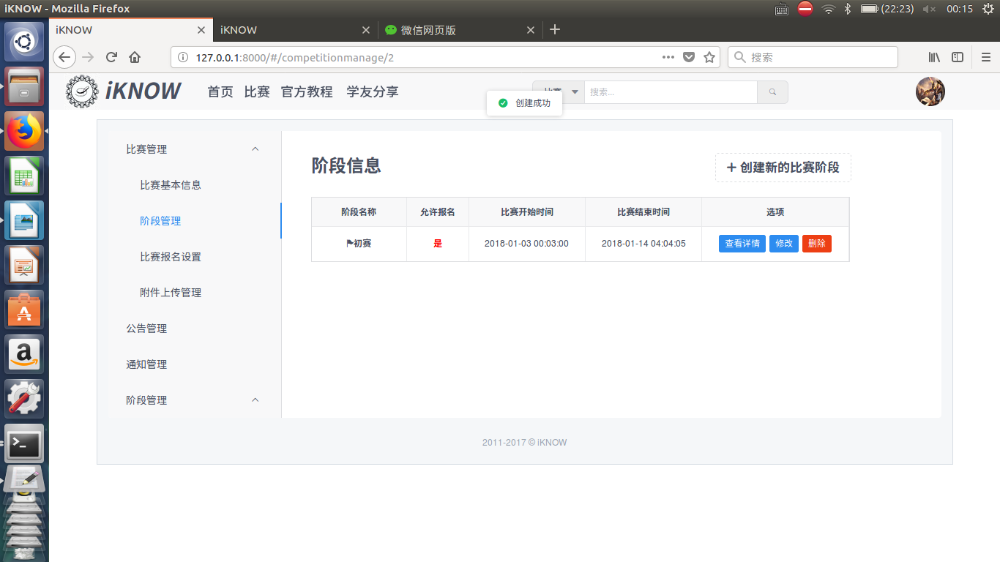 iKNOW - Mozilla Firefox
(22:23)
00:15
iKNOW
iKNOW
微信网页版
127.0.0.1:8000/#/competitionmanage/2
搜索
iKNOW
首页 比赛 官方教程 学友分享
比赛
搜索...
创建成功
比赛管理
比赛基本信息
阶段管理
比赛报名设置
附件上传管理
公告管理
通知管理
阶段管理
阶段信息
+ 创建新的比赛阶段
阶段名称 允许报名 比赛开始时间 比赛结束时间 选项
初赛 是 2018-01-03 00:03:00 2018-01-14 04:04:05 查看详情 修改 删除
2011-2017 © iKNOW